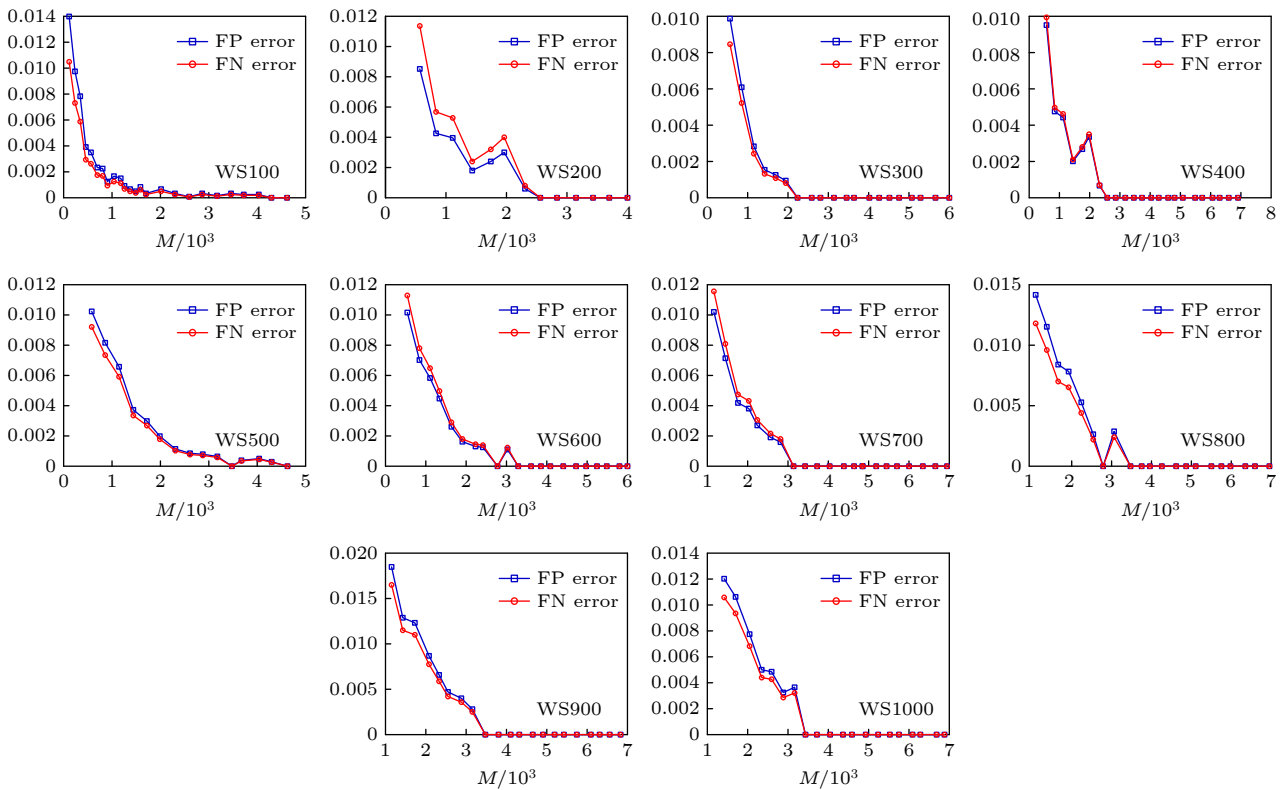 0.014
0.012
0.010
0.008
0.006
0.004
0.002
0
FP error
FN error
WS100
0 1 2 3 4 5
M/10³
0.012
0.010
0.008
0.006
0.004
0.002
0
FP error
FN error
WS200
0 1 2 3 4
M/10³
0.010
0.008
0.006
0.004
0.002
0
FP error
FN error
WS300
0 1 2 3 4 5 6
M/10³
0.010
0.008
0.006
0.004
0.002
0
FP error
FN error
WS400
0 1 2 3 4 5 6 7 8
M/10³
0.012
0.010
0.008
0.006
0.004
0.002
0
FP error
FN error
WS500
0 1 2 3 4 5
M/10³
0.012
0.010
0.008
0.006
0.004
0.002
0
FP error
FN error
WS600
0 1 2 3 4 5 6
M/10³
0.012
0.010
0.008
0.006
0.004
0.002
0
FP error
FN error
WS700
1 2 3 4 5 6 7
M/10³
0.015
0.010
0.005
0
FP error
FN error
WS800
1 2 3 4 5 6 7
M/10³
0.020
0.015
0.010
0.005
0
FP error
FN error
WS900
1 2 3 4 5 6 7
M/10³
0.014
0.012
0.010
0.008
0.006
0.004
0.002
0
FP error
FN error
WS1000
1 2 3 4 5 6 7
M/10³